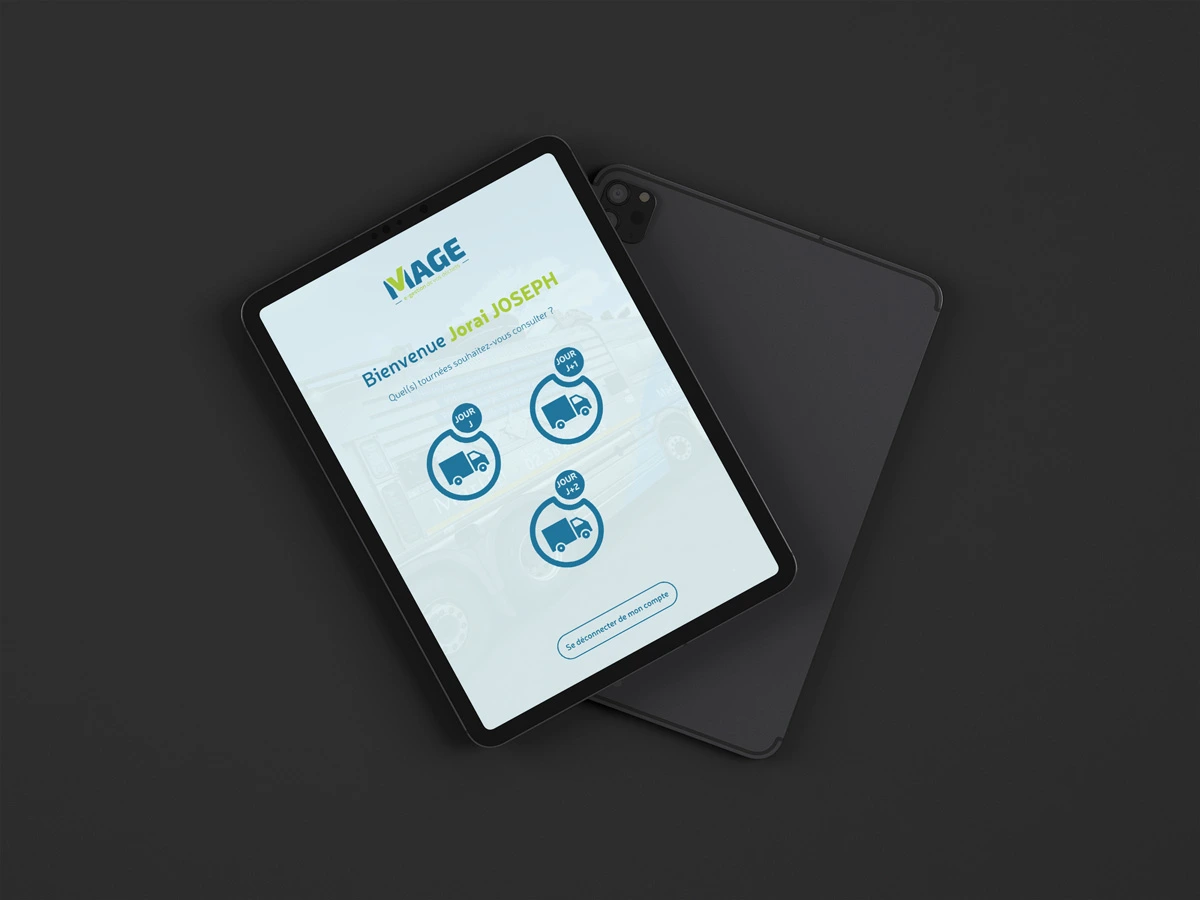 MAGE
Bienvenue Jorai JOSEPH
Quel(s) tournées souhaitez-vous consulter ?
JOUR
J
JOUR
J+1
JOUR
J+2
Se déconnecter de mon compte